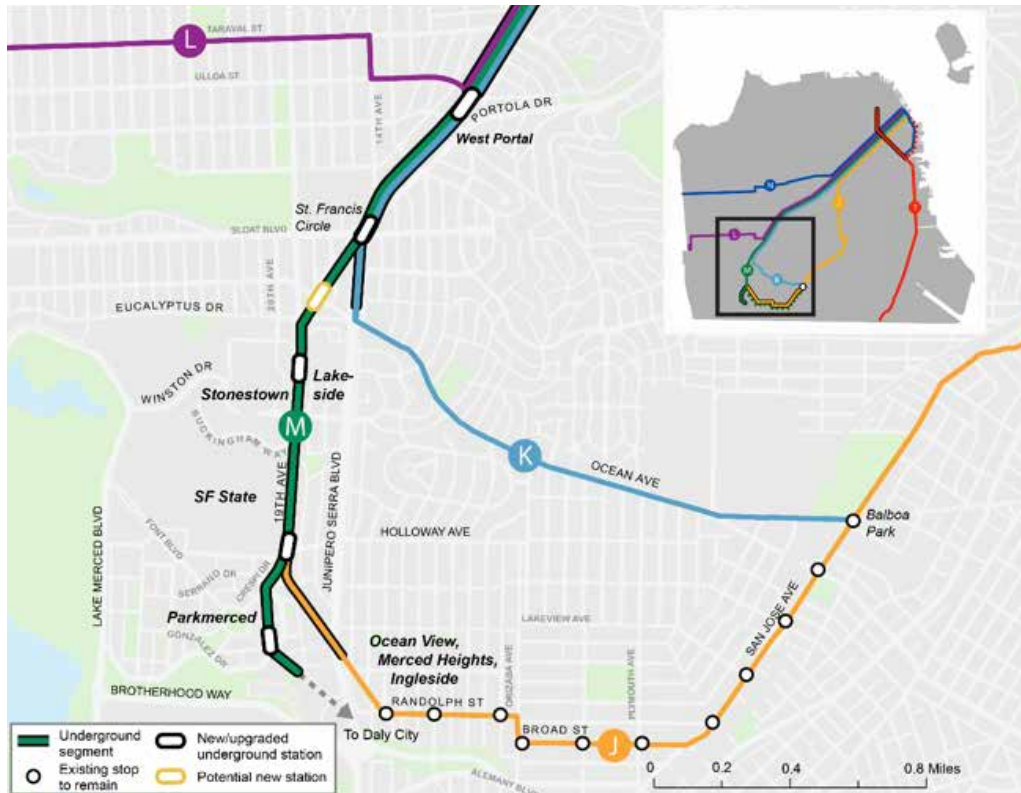 L
TARAVAL ST
ULLOA ST
14TH AVE
PORTOLA DR
West Portal
St. Francis
Circle
SLOAT BLVD
20TH AVE
EUCALYPTUS DR
WINSTON DR
Stonestown
Lake-
side
BUCKINGHAM WAY
M
K
OCEAN AVE
SF State
19TH AVE
JUNIPERO SERRA BLVD
HOLLOWAY AVE
Balboa
Park
LAKE MERCED BLVD
FONT BLVD
SERRANO DR
CRESPI DR
Parkmerced
GONZALEZ DR
LAKEVIEW AVE
SAN JOSE AVE
Ocean View,
Merced Heights,
Ingleside
ORIZABA AVE
PLYMOUTH AVE
BROTHERHOOD WAY
RANDOLPH ST
BROAD ST
To Daly City
J
ALEMANY BLVD
Underground
segment
New/upgraded
underground station
Existing stop
to remain
Potential new station
0 0.2 0.4 0.8 Miles
N
L
M
K
J
T